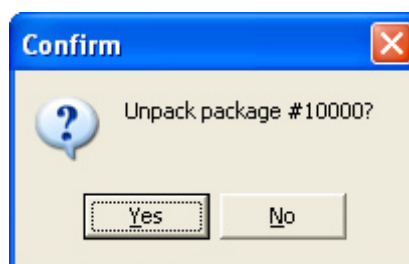 Confirm
Unpack package #10000?
Yes
No